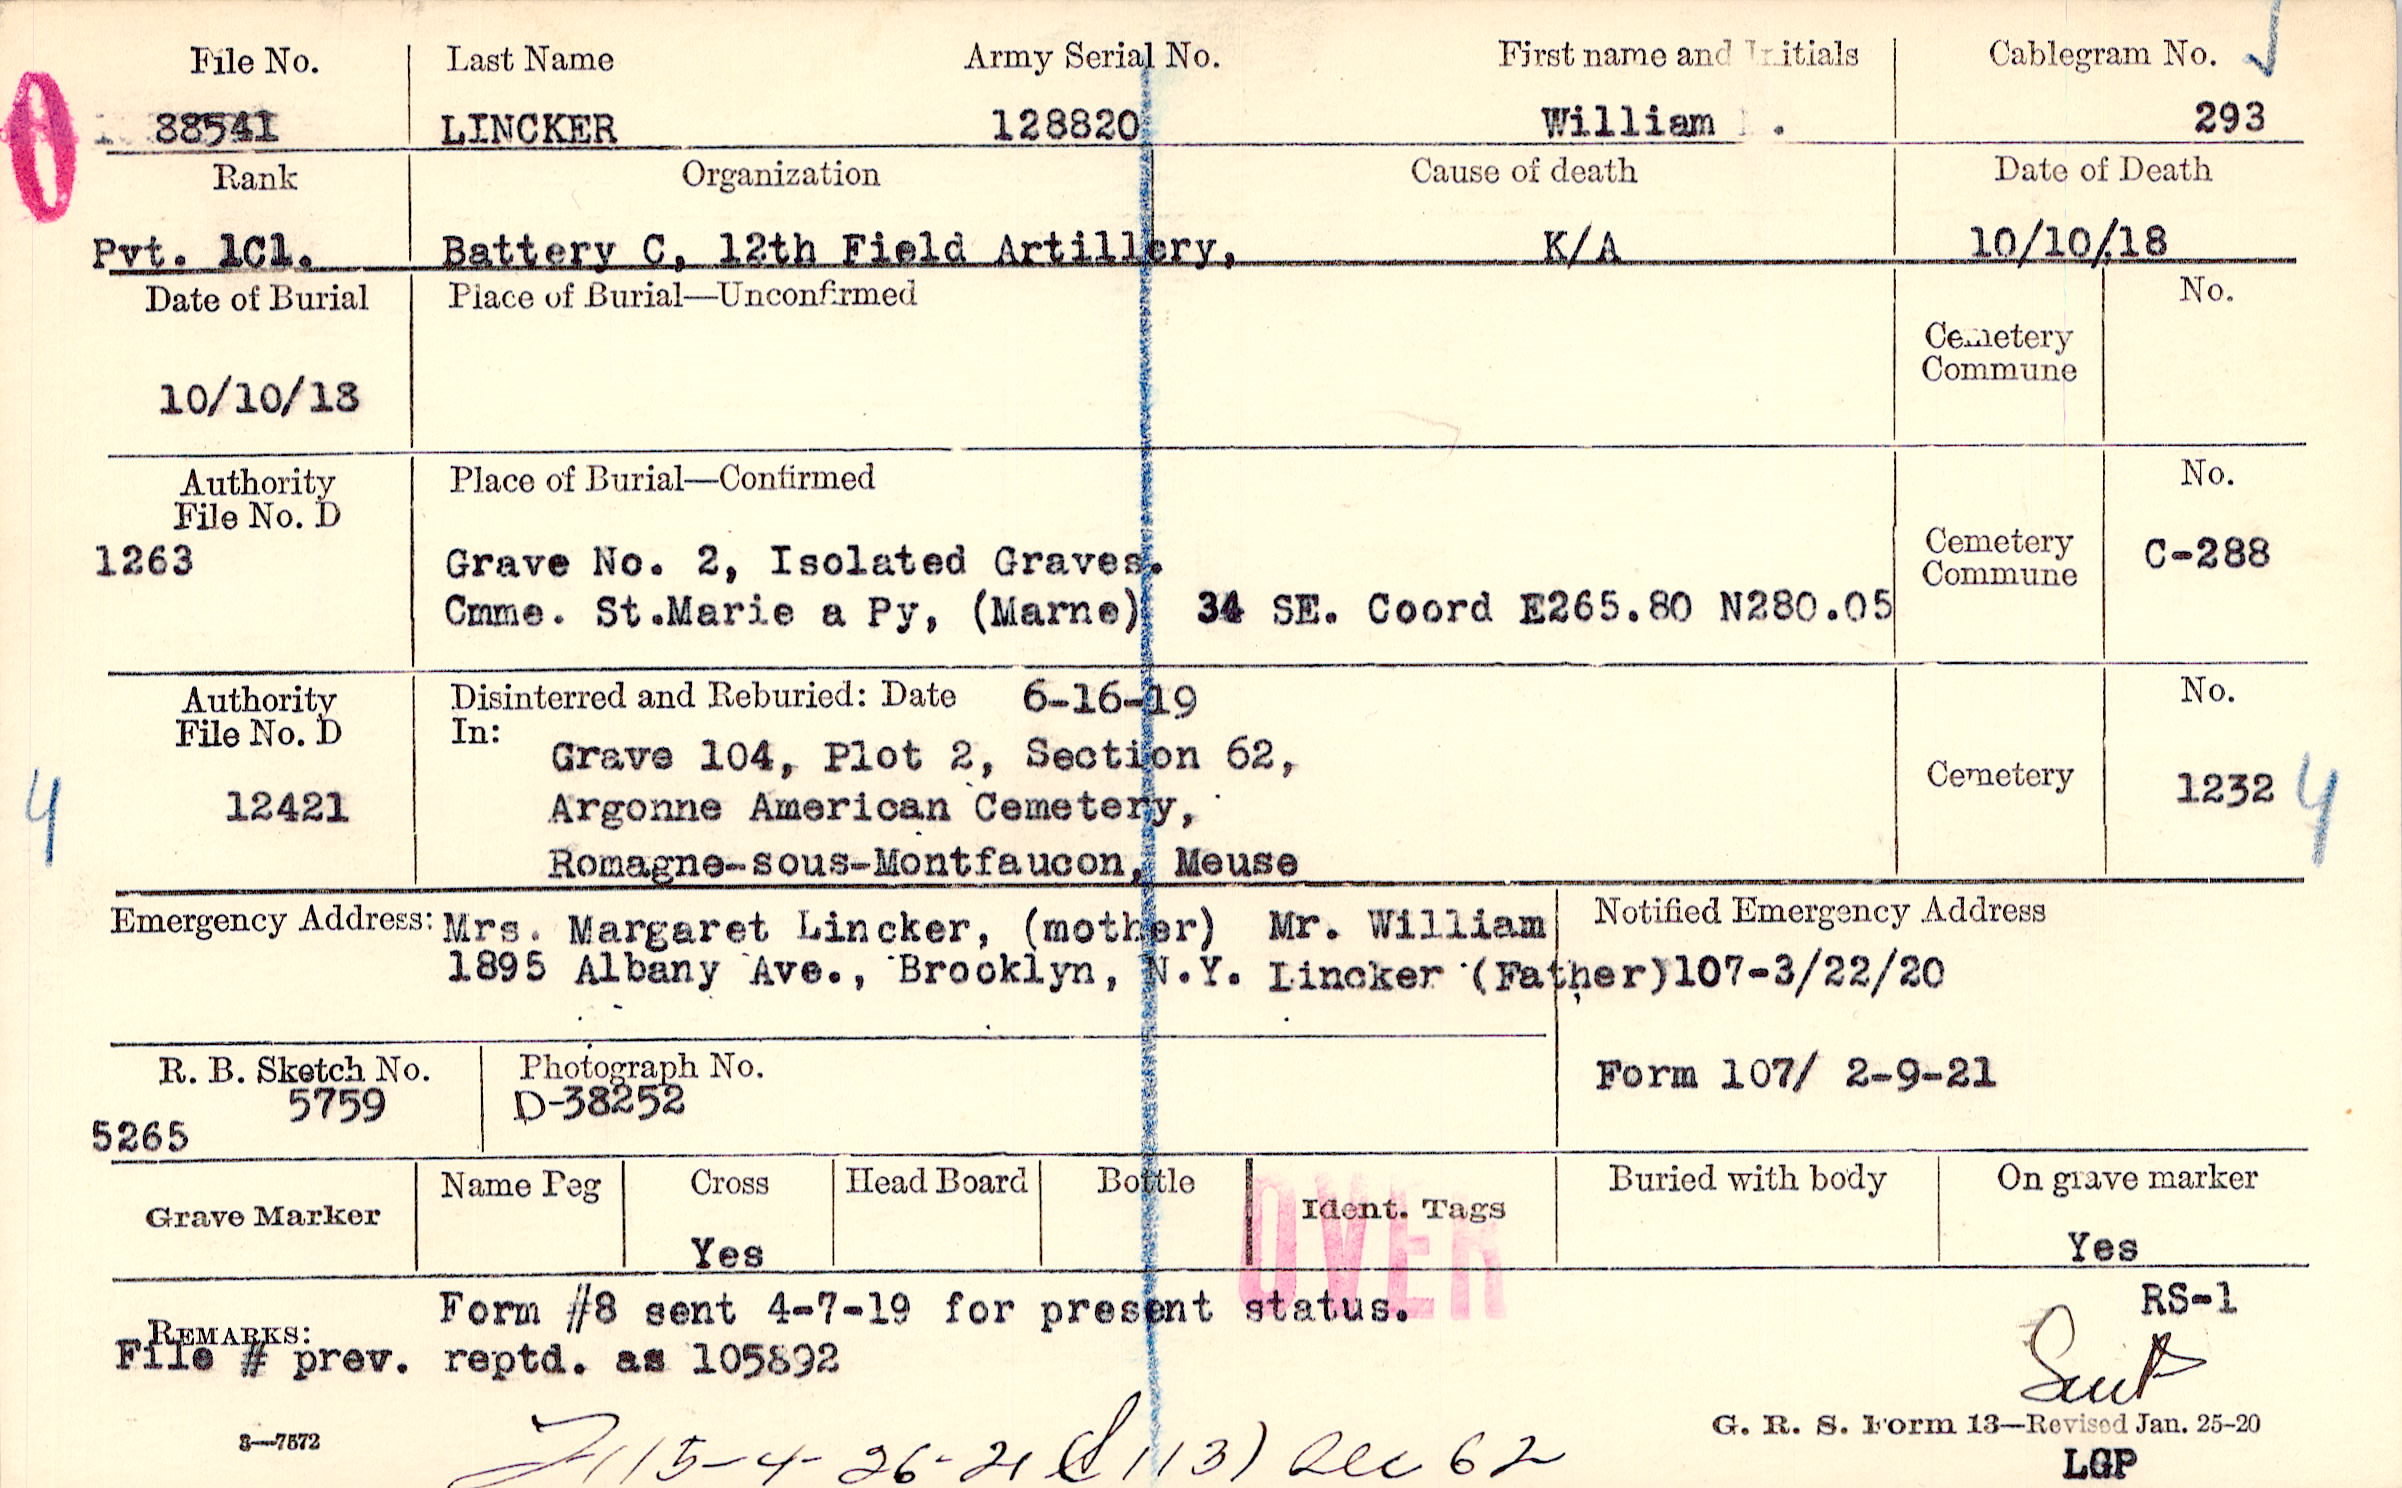 File No. Last Name Army Serial No. First name and Initials Cablegram No.
88541 LINCKER 128820 William . 293
Rank Organization Cause of death Date of Death
Pvt. 1Cl. Battery C, 12th Field Artillery, K/A 10/10/18
Date of Burial Place of Burial—Unconfirmed No.
Cemetery
Commune
10/10/18
Authority Place of Burial—Confirmed No.
File No. D
1263 Grave No. 2, Isolated Graves. Cemetery C-288
Commune
Cmme. St.Marie a Py, (Marne) 34 SE. Coord E265.80 N280.05
Authority Disinterred and Reburied: Date 6-16-19 No.
File No. D In:
Grave 104, Plot 2, Section 62,
4 12421 Argonne American Cemetery, Cemetery 1232 4
Romagne-sous-Montfaucon, Meuse
Emergency Address: Mrs. Margaret Lincker, (mother) Mr. William Notified Emergency Address
1895 Albany Ave., Brooklyn, N.Y. Lincker (Father) 107-3/22/20
R. B. Sketch No. Photograph No. Form 107/ 2-9-21
5759 D-38252
5265
Grave Marker Name Peg Cross Head Board Bottle Ident. Tags Buried with body On grave marker
Yes Yes
OVER
Form #8 sent 4-7-19 for present status. RS-1
REMARKS:
File # prev. reptd. as 105892
G. R. S. Form 13—Revised Jan. 25-20
3—7572 115-4-26-21 (113) Dec 62 LGP